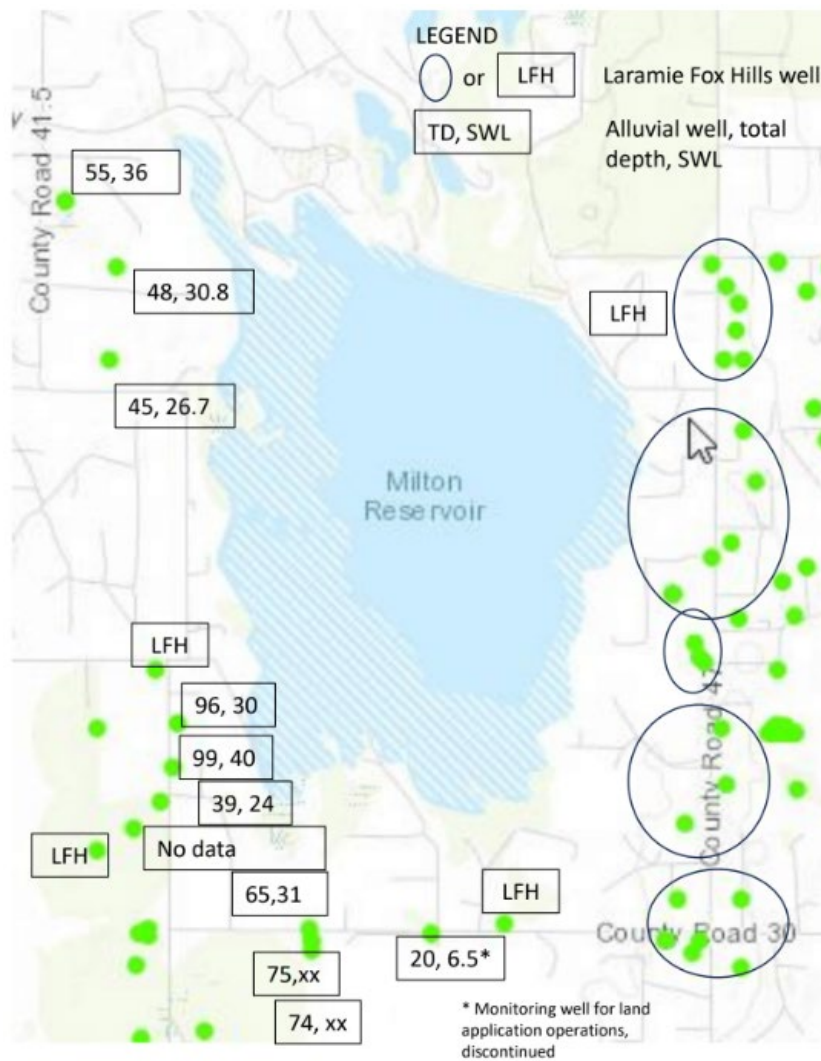 LEGEND
or LFH Laramie Fox Hills well
TD, SWL Alluvial well, total
depth, SWL
County Road 41.5
55, 36
48, 30.8
LFH
45, 26.7
Milton
Reservoir
LFH
96, 30
County Road 47
99, 40
39, 24
No data
LFH
65,31
LFH
County Road 30
20, 6.5*
75,xx
74, xx
* Monitoring well for land
application operations,
discontinued